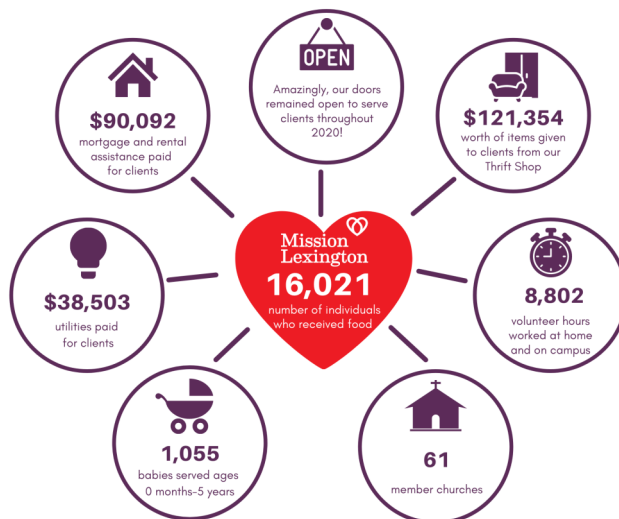 OPEN
Amazingly, our doors
remained open to serve
clients throughout
2020!
$90,092
mortgage and rental
assistance paid
for clients
$121,354
worth of items given
to clients from our
Thrift Shop
Mission
Lexington
16,021
number of individuals
who received food
$38,503
utilities paid
for clients
8,802
volunteer hours
worked at home
and on campus
1,055
babies served ages
0 months-5 years
61
member churches